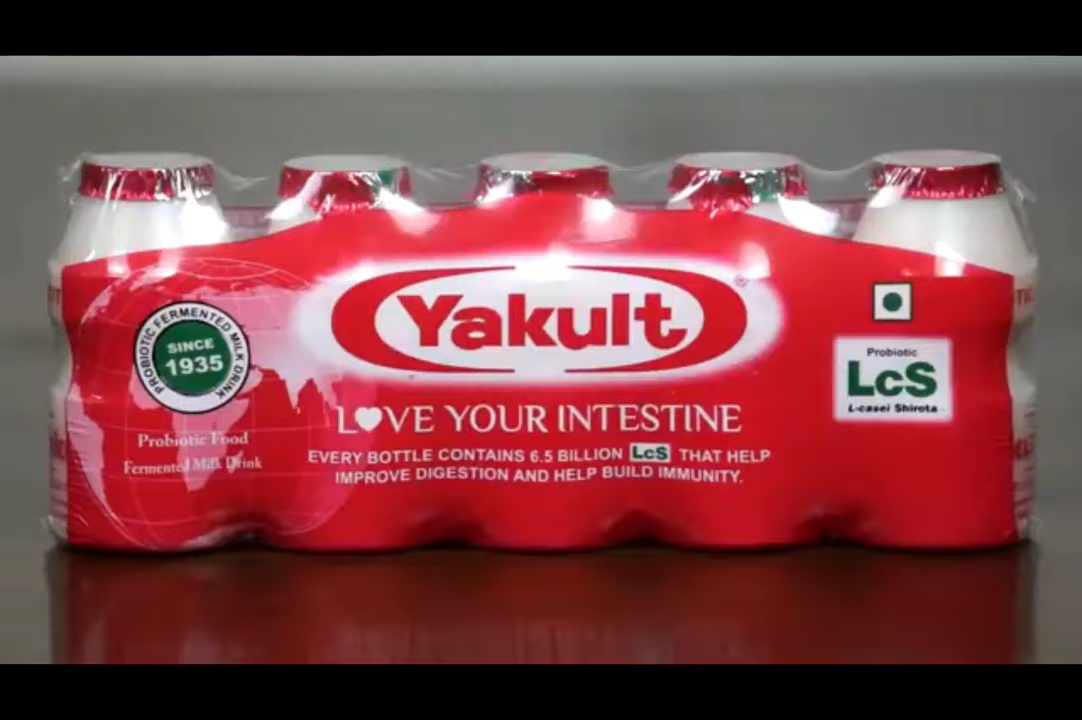 Yakult
PROBIOTIC FERMENTED MILK DRINK
SINCE
1935
Probiotic
LcS
L-casei Shirota
L♥VE YOUR INTESTINE
Probiotic Food
Fermented Milk Drink
EVERY BOTTLE CONTAINS 6.5 BILLION LcS THAT HELP
IMPROVE DIGESTION AND HELP BUILD IMMUNITY.